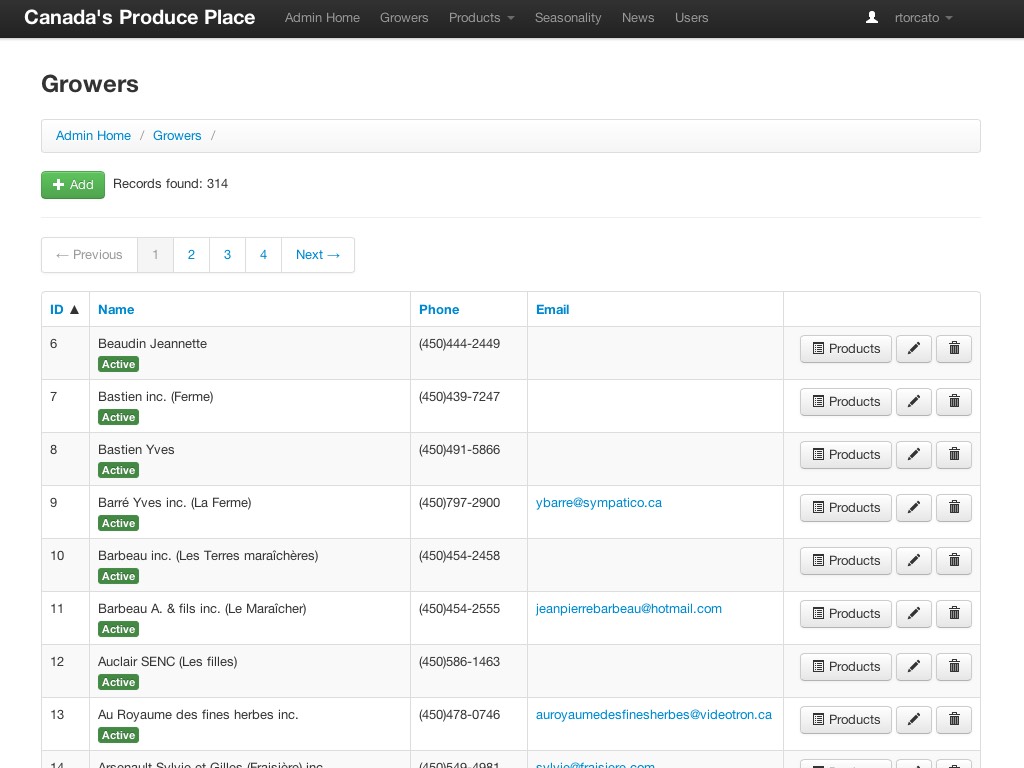 Canada's Produce Place Admin Home Growers Products Seasonality News Users rtorcato
Growers
Admin Home / Growers /
Add Records found: 314
← Previous 1 2 3 4 Next →
ID ▲ Name Phone Email
6 Beaudin Jeannette (450)444-2449 Products
Active
7 Bastien inc. (Ferme) (450)439-7247 Products
Active
8 Bastien Yves (450)491-5866 Products
Active
9 Barré Yves inc. (La Ferme) (450)797-2900 ybarre@sympatico.ca Products
Active
10 Barbeau inc. (Les Terres maraîchères) (450)454-2458 Products
Active
11 Barbeau A. & fils inc. (Le Maraîcher) (450)454-2555 jeanpierrebarbeau@hotmail.com Products
Active
12 Auclair SENC (Les filles) (450)586-1463 Products
Active
13 Au Royaume des fines herbes inc. (450)478-0746 auroyaumedesfinesherbes@videotron.ca Products
Active
14 Arsenault Sylvie et Gilles (Fraisière) inc. (450)549-4981 sylvie@fraisiere.com